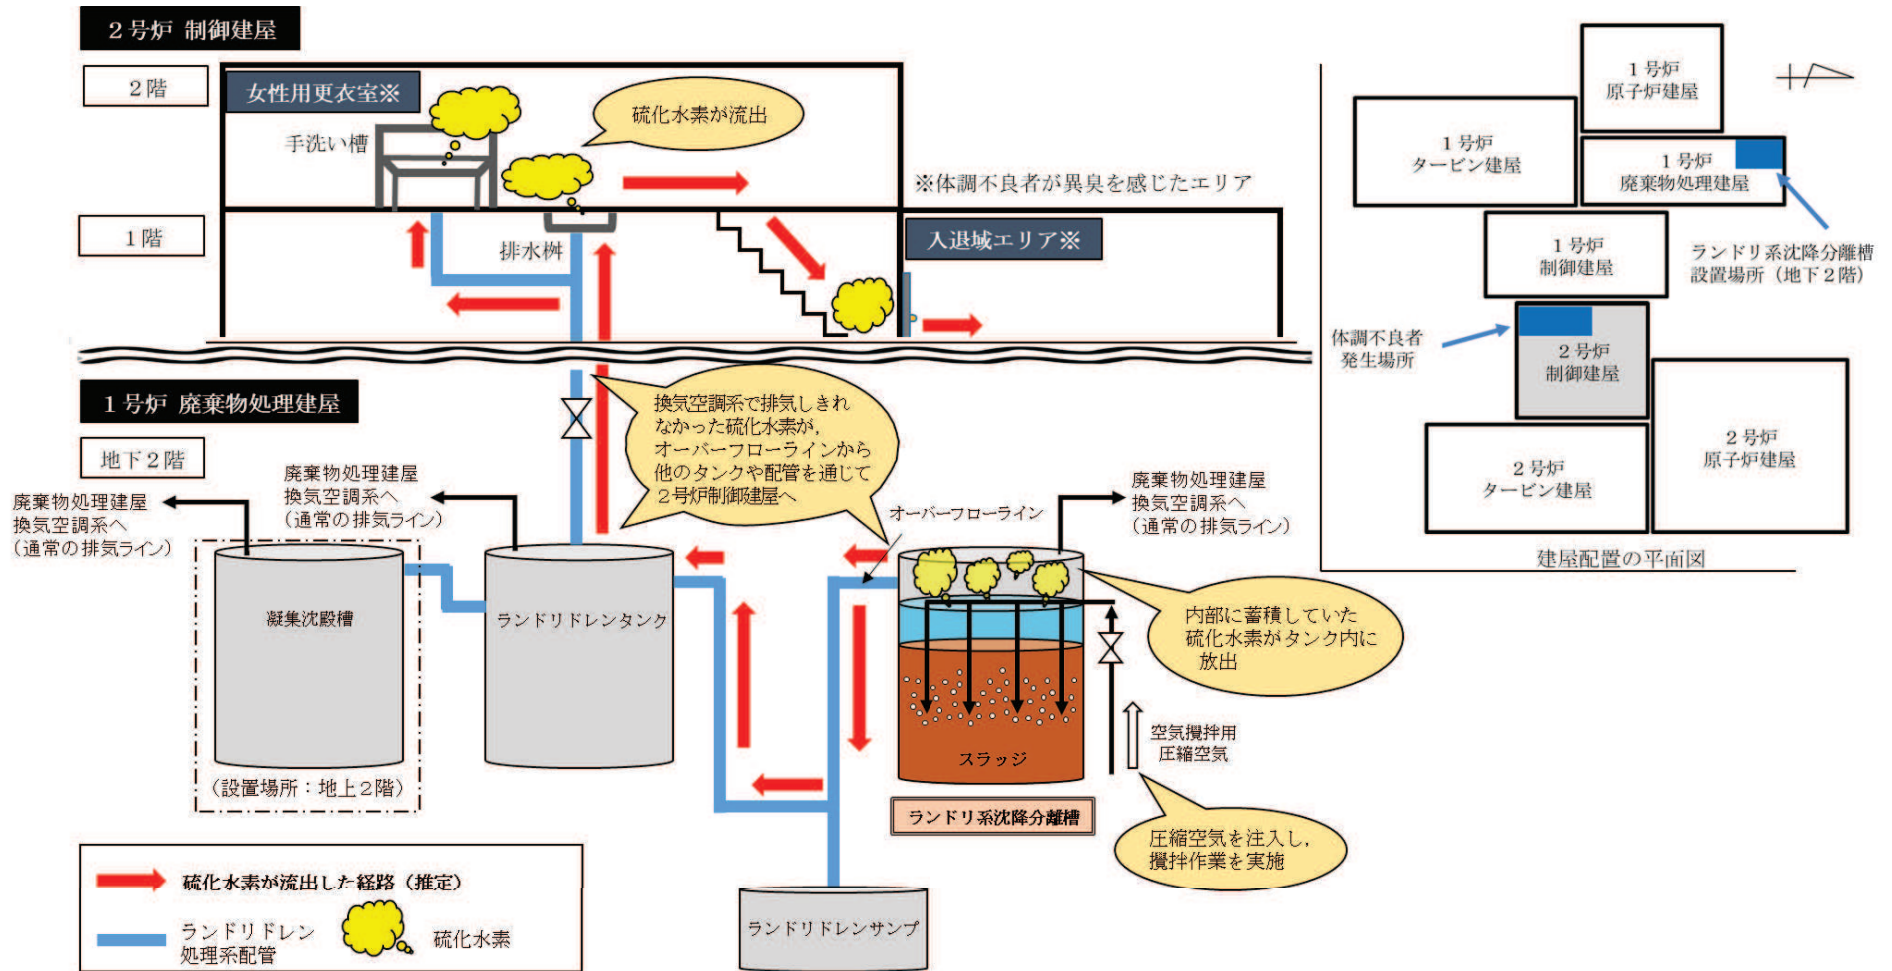 ２号炉 制御建屋
２階
女性用更衣室※
手洗い槽
硫化水素が流出
※体調不良者が異臭を感じたエリア
１階
排水桝
入退域エリア※
１号炉 廃棄物処理建屋
地下２階
換気空調系で排気しきれ
なかった硫化水素が，
オーバーフローラインから
他のタンクや配管を通じて
２号炉制御建屋へ
廃棄物処理建屋
換気空調系へ
（通常の排気ライン）
廃棄物処理建屋
換気空調系へ
（通常の排気ライン）
オーバーフローライン
廃棄物処理建屋
換気空調系へ
（通常の排気ライン）
凝集沈殿槽
（設置場所：地上２階）
ランドリドレンタンク
内部に蓄積していた
硫化水素がタンク内に
放出
スラッジ
空気攪拌用
圧縮空気
ランドリ系沈降分離槽
圧縮空気を注入し，
攪拌作業を実施
ランドリドレンサンプ
硫化水素が流出した経路（推定）
ランドリドレン
処理系配管
硫化水素
１号炉
原子炉建屋
１号炉
タービン建屋
１号炉
廃棄物処理建屋
１号炉
制御建屋
ランドリ系沈降分離槽
設置場所（地下２階）
体調不良者
発生場所
２号炉
制御建屋
２号炉
タービン建屋
２号炉
原子炉建屋
建屋配置の平面図